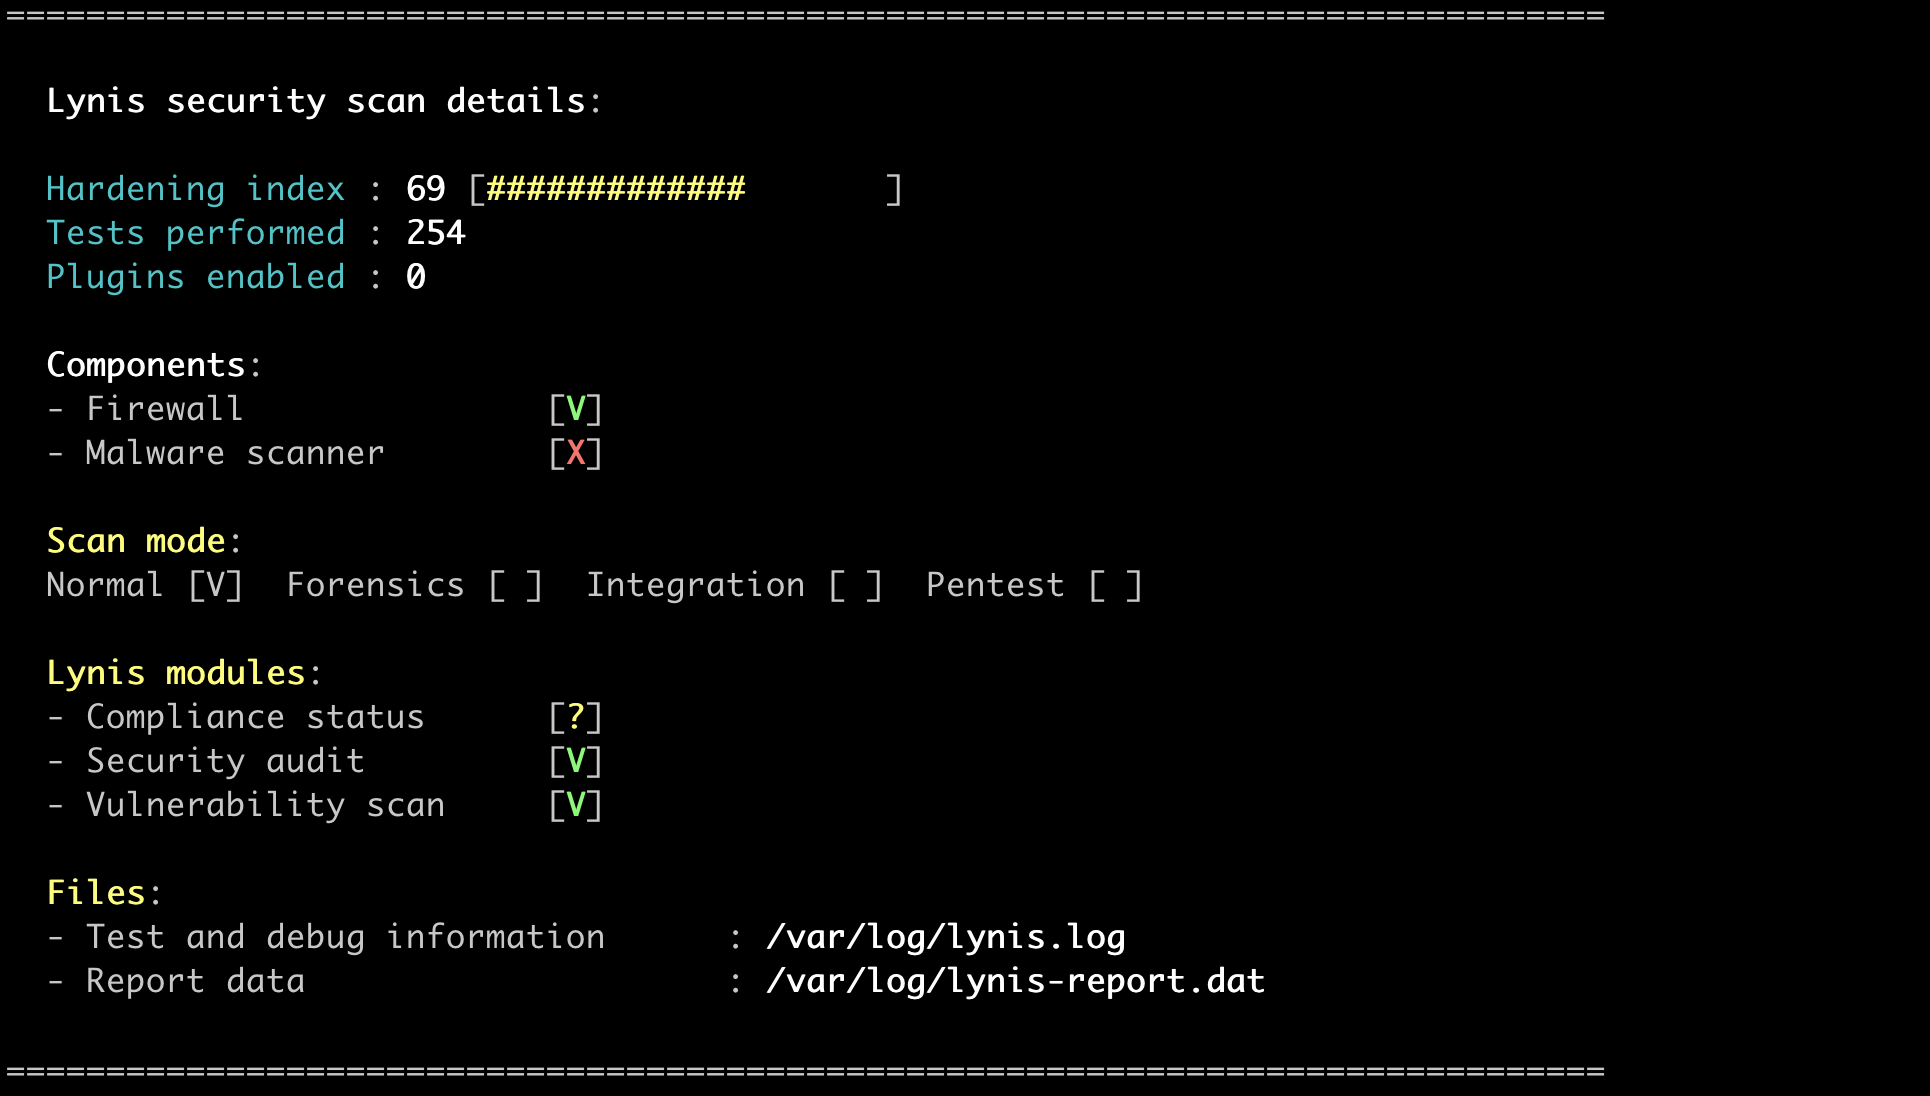 ================================================================================
Lynis security scan details:
Hardening index : 69 [#############       ]
Tests performed : 254
Plugins enabled : 0
Components:
- Firewall               [V]
- Malware scanner        [X]
Scan mode:
Normal [V]  Forensics [ ]  Integration [ ]  Pentest [ ]
Lynis modules:
- Compliance status      [?]
- Security audit         [V]
- Vulnerability scan     [V]
Files:
- Test and debug information      : /var/log/lynis.log
- Report data                     : /var/log/lynis-report.dat
================================================================================